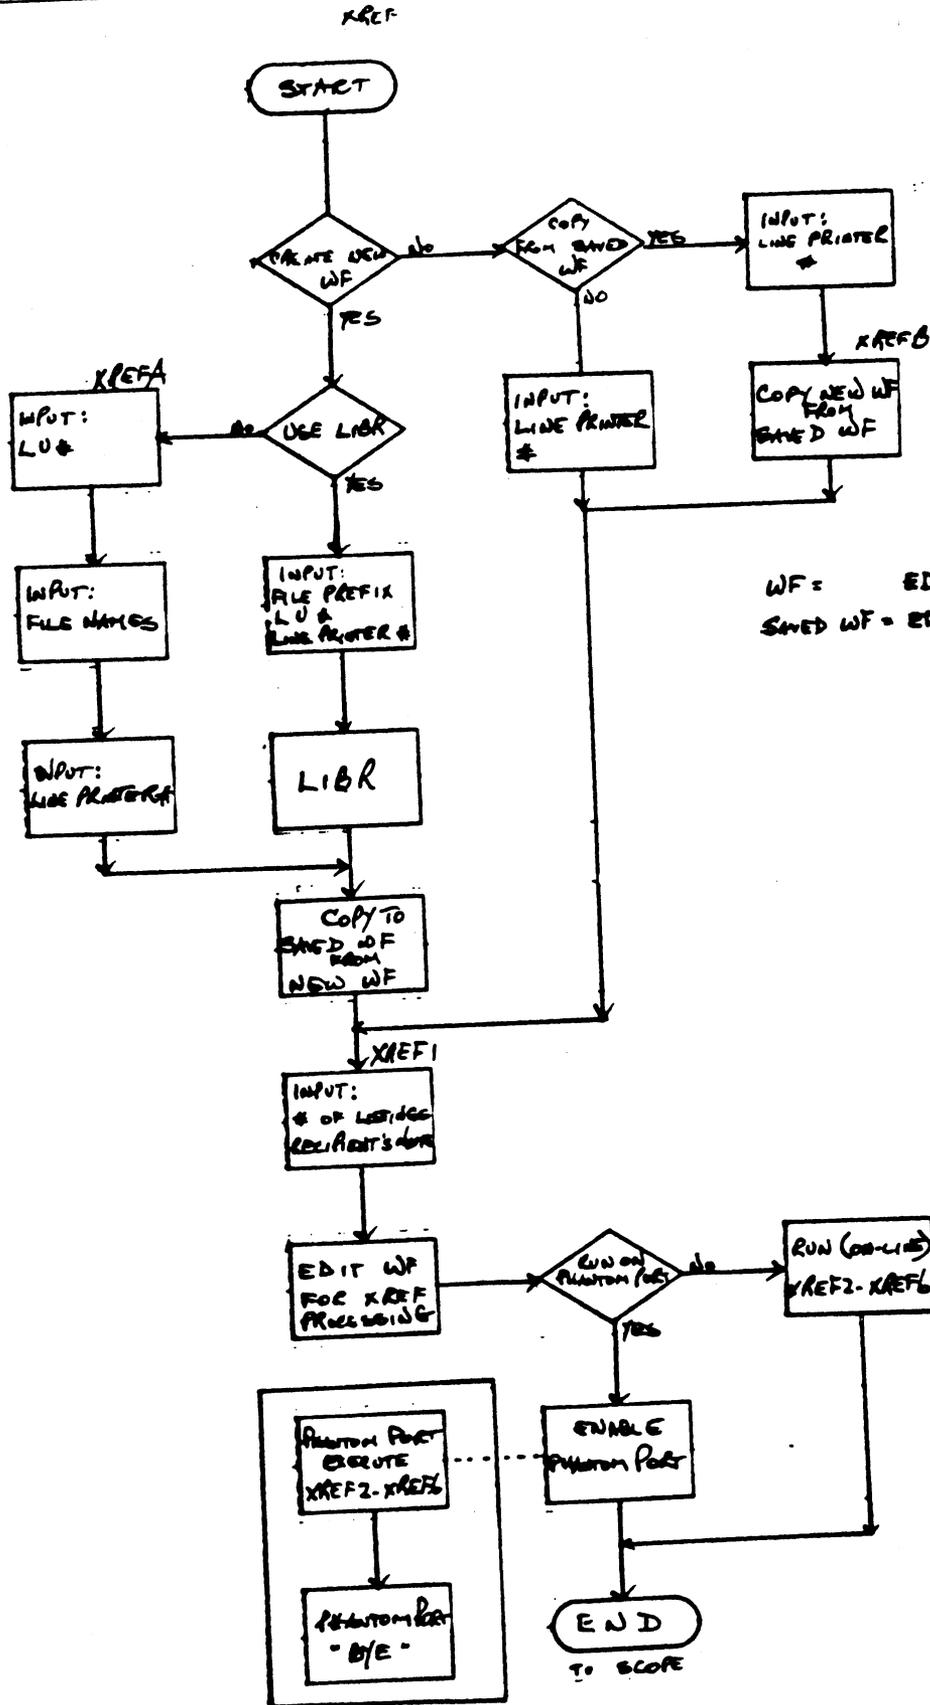 XREF
START
CREATE NEW
WF
NO
COPY
FROM SAVED
WF
YES
INPUT:
LINE PRINTER
#
YES
NO
XREFA
XREFB
INPUT:
LU #
NO
USE LIBR
INPUT:
LINE PRINTER
#
COPY NEW WF
FROM
SAVED WF
YES
INPUT:
FILE NAMES
INPUT:
FILE PREFIX
LU #
LINE PRINTER #
WF =
SAVED WF =
INPUT:
LINE PRINTER #
LIBR
COPY TO
SAVED WF
FROM
NEW WF
XREF1
INPUT:
# OF LISTINGS
RECIPIENT'S
EDIT WF
FOR XREF
PROCESSING
RUN ON
PHANTOM PORT
NO
RUN (ON-LINE)
XREF2-XREF6
YES
PHANTOM PORT
EXECUTE
XREF2-XREF6
ENABLE
PHANTOM PORT
PHANTOM PORT
"BYE"
END
TO SCOPE